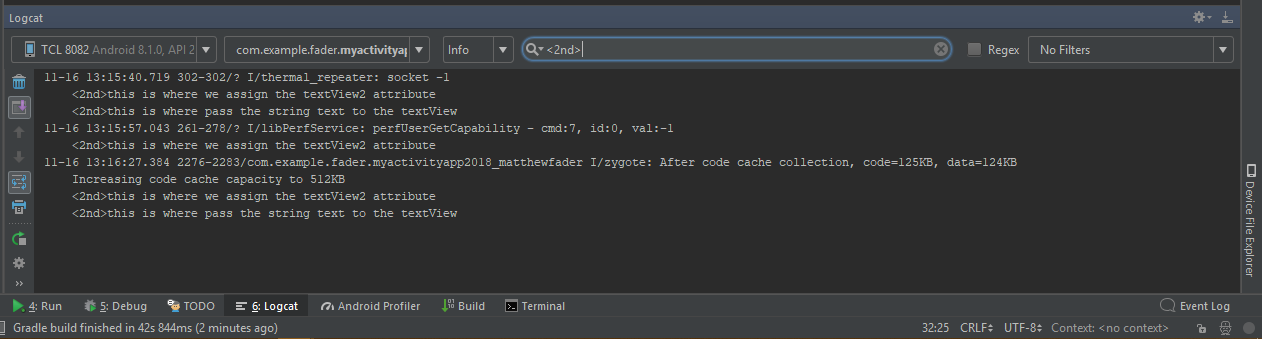 Logcat
TCL 8082 Android 8.1.0, API 2
com.example.fader.myactivityap
Info
<2nd>
Regex
No Filters
11-16 13:15:40.719 302-302/? I/thermal_repeater: socket -1
<2nd>this is where we assign the textView2 attribute
<2nd>this is where pass the string text to the textView
11-16 13:15:57.043 261-278/? I/libPerfService: perfUserGetCapability - cmd:7, id:0, val:-1
<2nd>this is where we assign the textView2 attribute
11-16 13:16:27.384 2276-2283/com.example.fader.myactivityapp2018_matthewfader I/zygote: After code cache collection, code=125KB, data=124KB
Increasing code cache capacity to 512KB
<2nd>this is where we assign the textView2 attribute
<2nd>this is where pass the string text to the textView
Device File Explorer
4: Run
5: Debug
TODO
6: Logcat
Android Profiler
Build
Terminal
Event Log
Gradle build finished in 42s 844ms (2 minutes ago)
32:25
CRLF
UTF-8
Context: <no context>